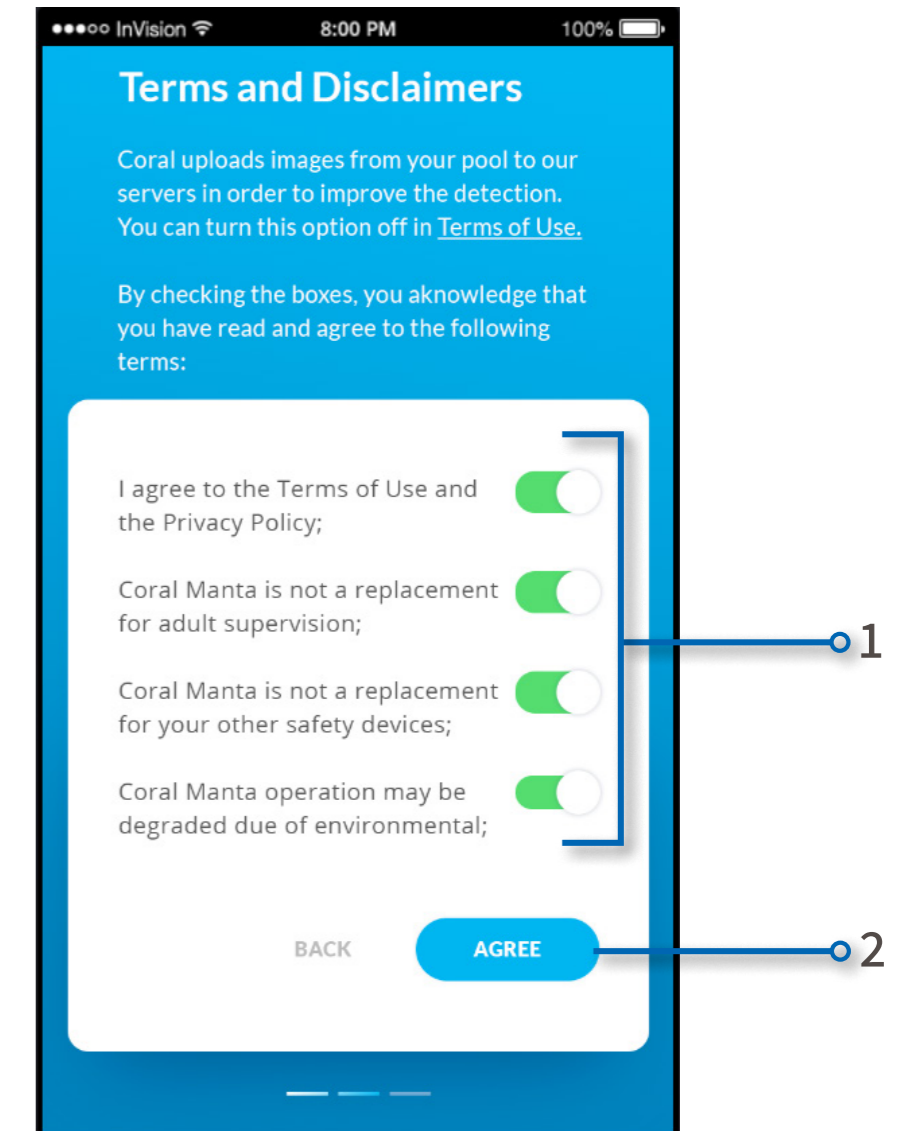 InVision 8:00 PM 100%
Terms and Disclaimers
Coral uploads images from your pool to our
servers in order to improve the detection.
You can turn this option off in Terms of Use.
By checking the boxes, you aknowledge that
you have read and agree to the following
terms:
I agree to the Terms of Use and
the Privacy Policy;
Coral Manta is not a replacement
for adult supervision;
1
Coral Manta is not a replacement
for your other safety devices;
Coral Manta operation may be
degraded due of environmental;
BACK AGREE
2